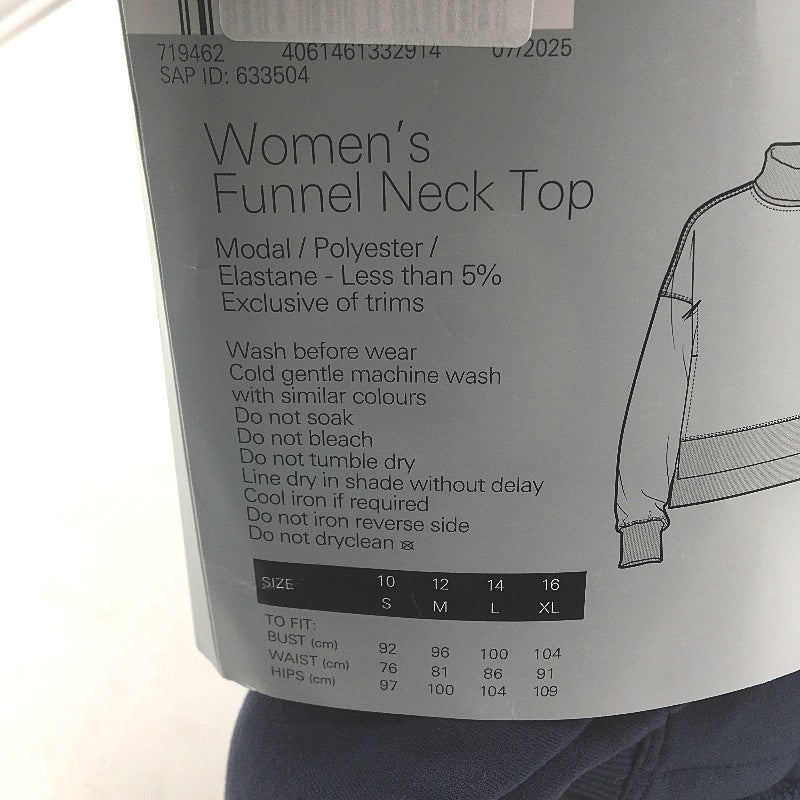 719462 4061461332914 07/2025
SAP ID: 633504
Women's
Funnel Neck Top
Modal / Polyester /
Elastane - Less than 5%
Exclusive of trims
Wash before wear
Cold gentle machine wash
with similar colours
Do not soak
Do not bleach
Do not tumble dry
Line dry in shade without delay
Cool iron if required
Do not iron reverse side
Do not dryclean
SIZE 10 12 14 16
S M L XL
TO FIT:
BUST (cm) 92 96 100 104
WAIST (cm) 76 81 86 91
HIPS (cm) 97 100 104 109